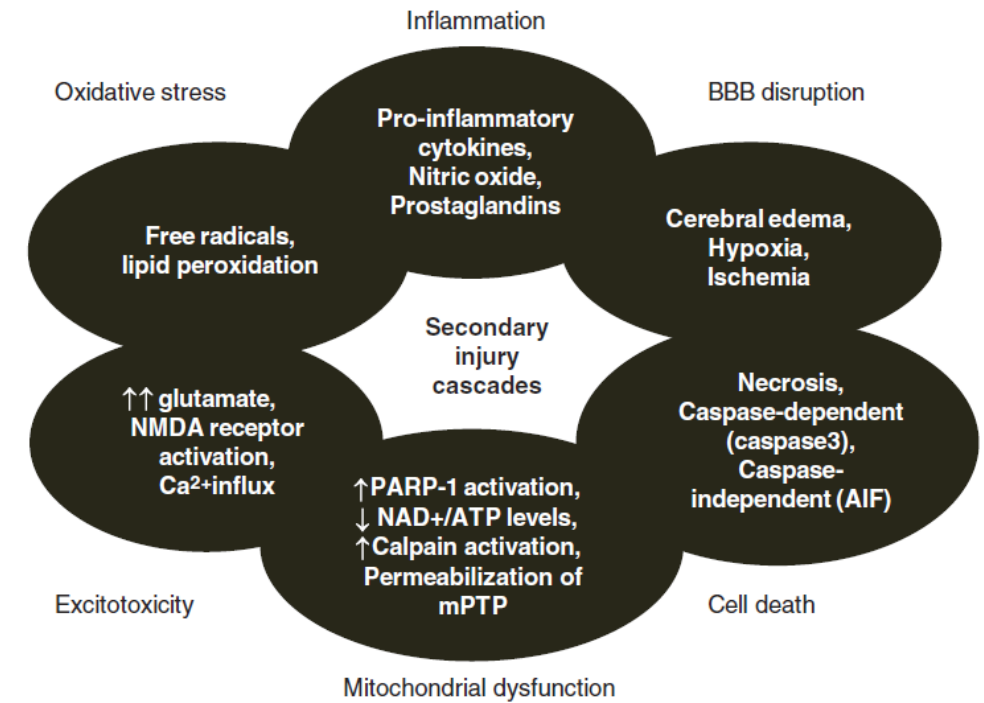 Inflammation
Oxidative stress
BBB disruption
Pro-inflammatory
cytokines,
Nitric oxide,
Prostaglandins
Free radicals,
lipid peroxidation
Cerebral edema,
Hypoxia,
Ischemia
Secondary
injury
cascades
↑↑ glutamate,
NMDA receptor
activation,
Ca²⁺influx
Necrosis,
Caspase-dependent
(caspase3),
Caspase-
independent (AIF)
↑PARP-1 activation,
↓ NAD+/ATP levels,
↑Calpain activation,
Permeabilization of
mPTP
Excitotoxicity
Cell death
Mitochondrial dysfunction